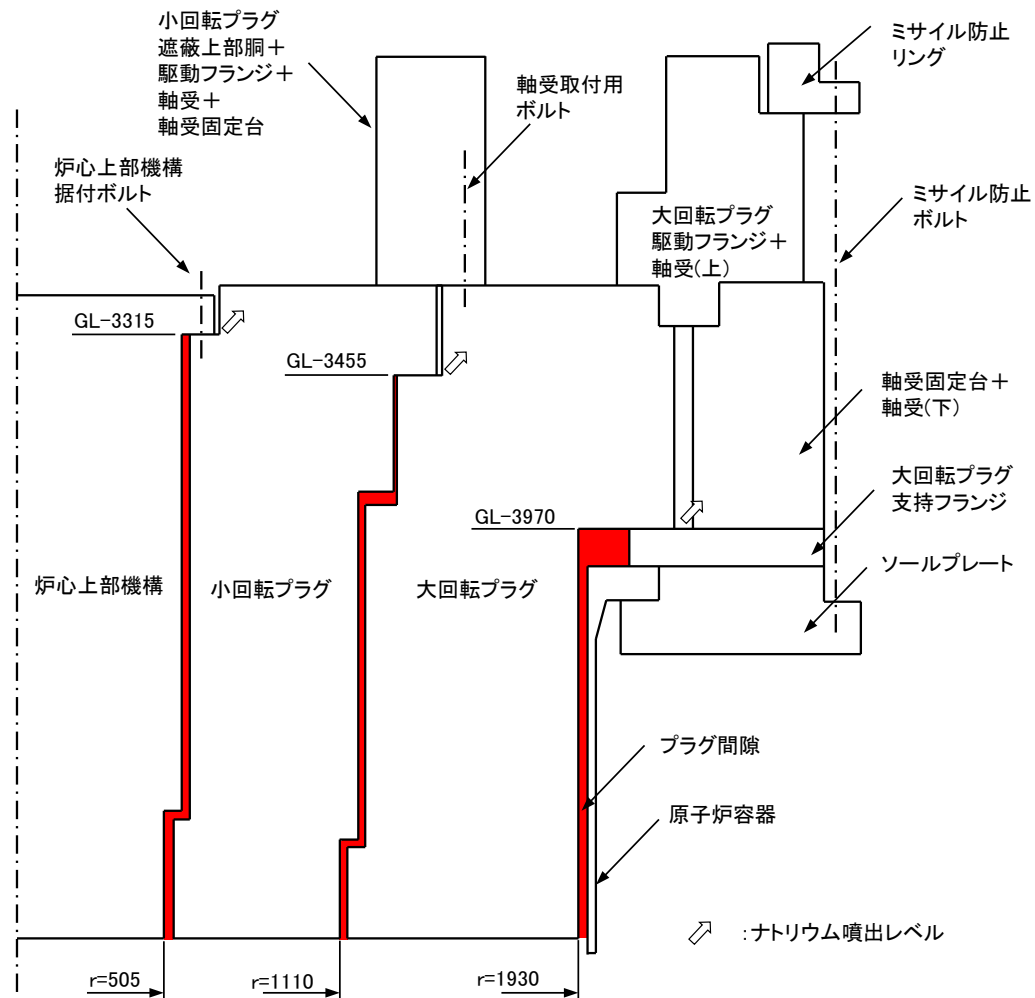 小回転プラグ
遮蔽上部胴＋
駆動フランジ＋
軸受＋
軸受固定台
軸受取付用
ボルト
ミサイル防止
リング
炉心上部機構
据付ボルト
大回転プラグ
駆動フランジ＋
軸受(上)
ミサイル防止
ボルト
GL-3315
GL-3455
軸受固定台＋
軸受(下)
大回転プラグ
支持フランジ
GL-3970
ソールプレート
炉心上部機構
小回転プラグ
大回転プラグ
プラグ間隙
原子炉容器
:ナトリウム噴出レベル
r=505
r=1110
r=1930